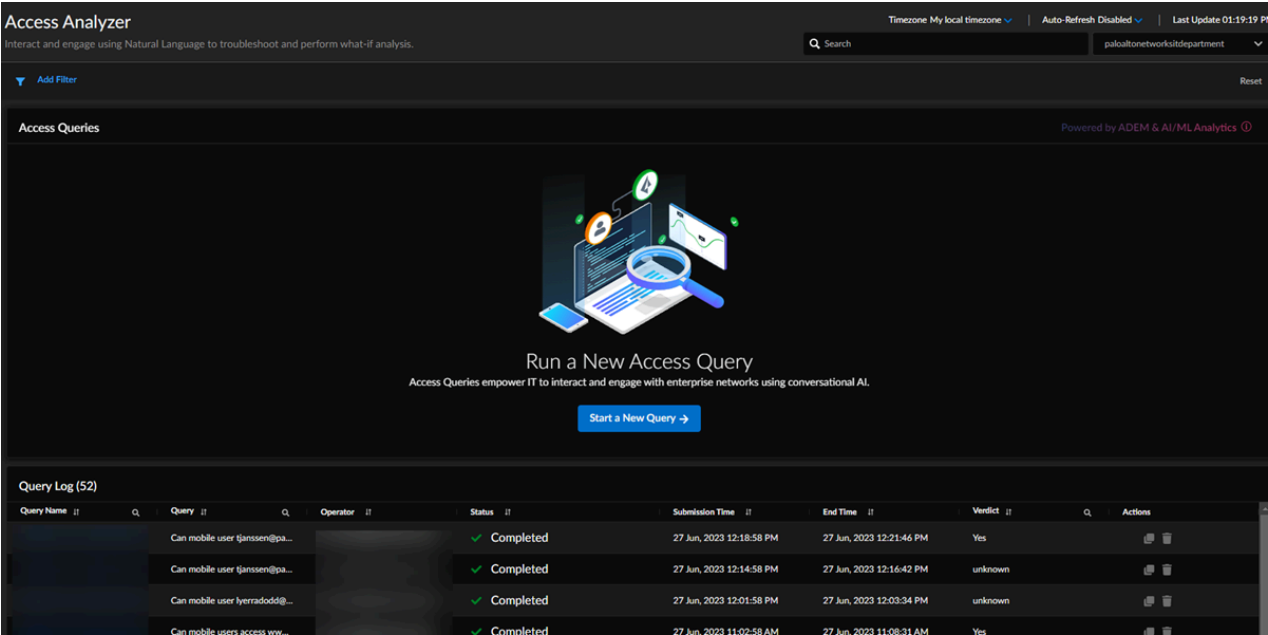 Access Analyzer
Timezone My local timezone
Auto-Refresh Disabled
Last Update 01:19:19 PM
Interact and engage using Natural Language to troubleshoot and perform what-if analysis.
Search
paloaltonetworksitdepartment
Add Filter
Reset
Access Queries
Powered by ADEM & AI/ML Analytics
Run a New Access Query
Access Queries empower IT to interact and engage with enterprise networks using conversational AI.
Start a New Query →
Query Log (52)
Query Name Query Operator Status Submission Time End Time Verdict Actions
Can mobile user tjanssen@pa... Completed 27 Jun, 2023 12:18:58 PM 27 Jun, 2023 12:21:46 PM Yes
Can mobile user tjanssen@pa... Completed 27 Jun, 2023 12:14:58 PM 27 Jun, 2023 12:16:42 PM unknown
Can mobile user lyerradodd@... Completed 27 Jun, 2023 12:01:58 PM 27 Jun, 2023 12:03:34 PM unknown
Can mobile users access ww... Completed 27 Jun, 2023 11:02:58 AM 27 Jun, 2023 11:08:31 AM Yes